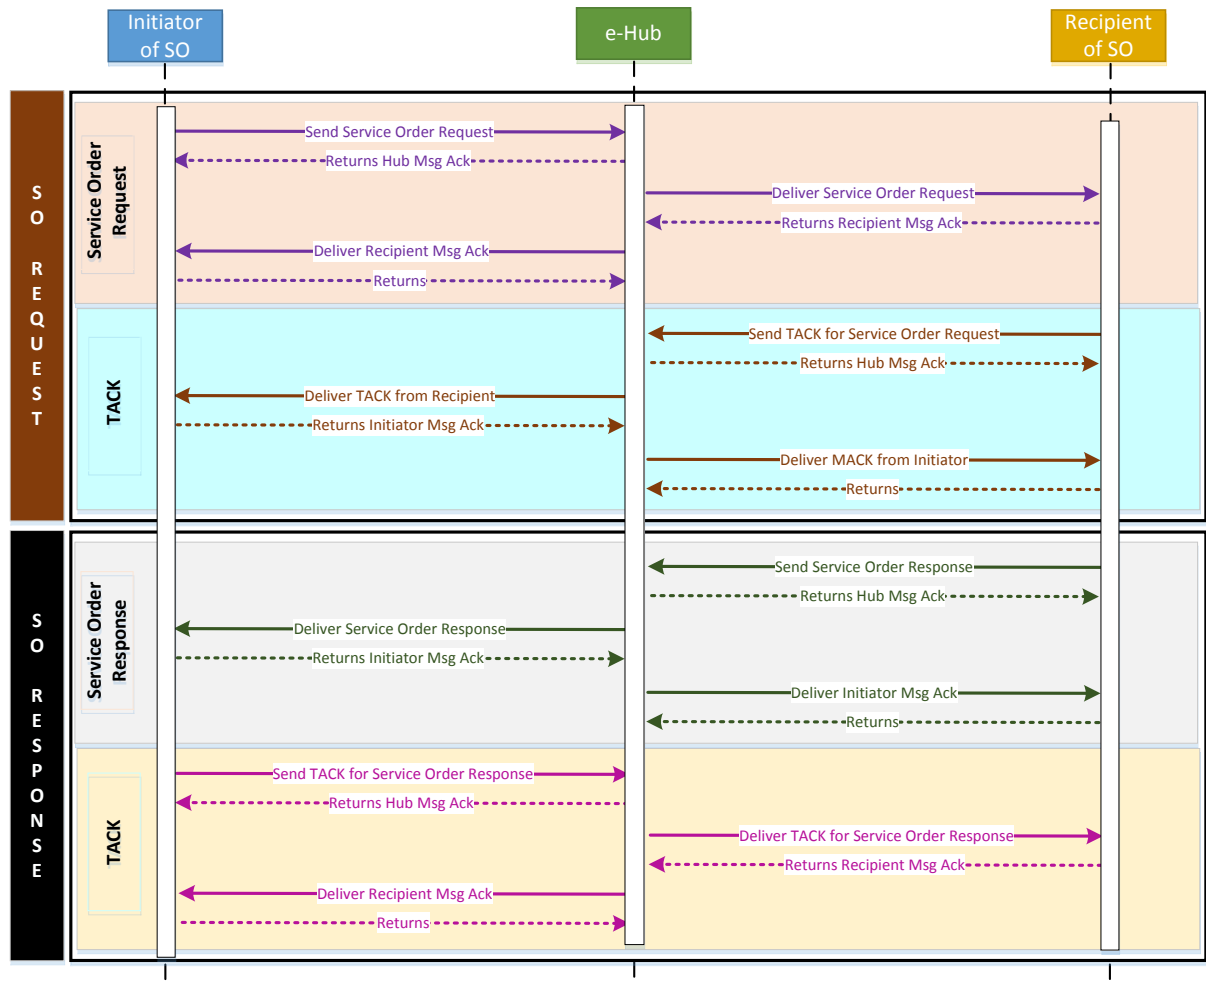 Initiator
of SO
e-Hub
Recipient
of SO
SO REQUEST
Service Order
Request
Send Service Order Request
Returns Hub Msg Ack
Deliver Service Order Request
Returns Recipient Msg Ack
Deliver Recipient Msg Ack
Returns
TACK
Send TACK for Service Order Request
Returns Hub Msg Ack
Deliver TACK from Recipient
Returns Initiator Msg Ack
Deliver MACK from Initiator
Returns
SO RESPONSE
Service Order
Response
Send Service Order Response
Returns Hub Msg Ack
Deliver Service Order Response
Returns Initiator Msg Ack
Deliver Initiator Msg Ack
Returns
TACK
Send TACK for Service Order Response
Returns Hub Msg Ack
Deliver TACK for Service Order Response
Returns Recipient Msg Ack
Deliver Recipient Msg Ack
Returns